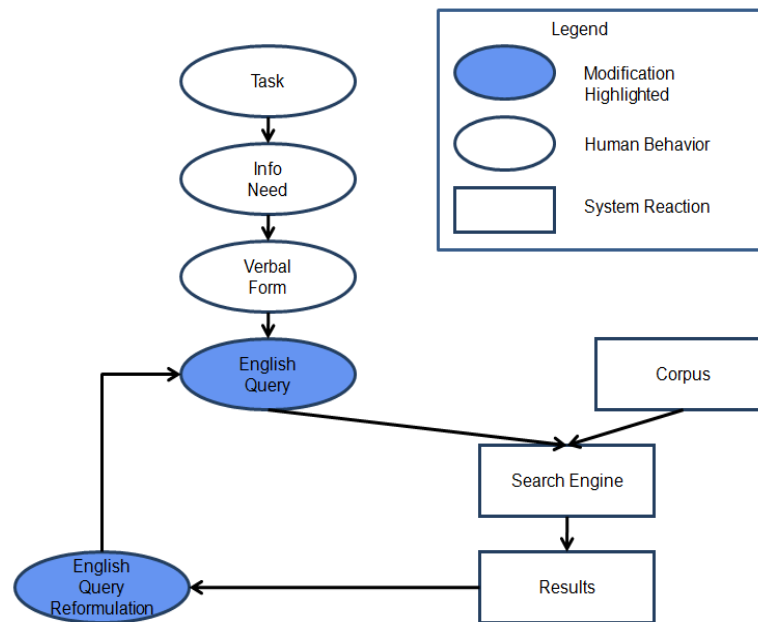 Legend
Task
Modification
Highlighted
Info
Need
Human Behavior
System Reaction
Verbal
Form
English
Query
Corpus
Search Engine
English
Query
Reformulation
Results